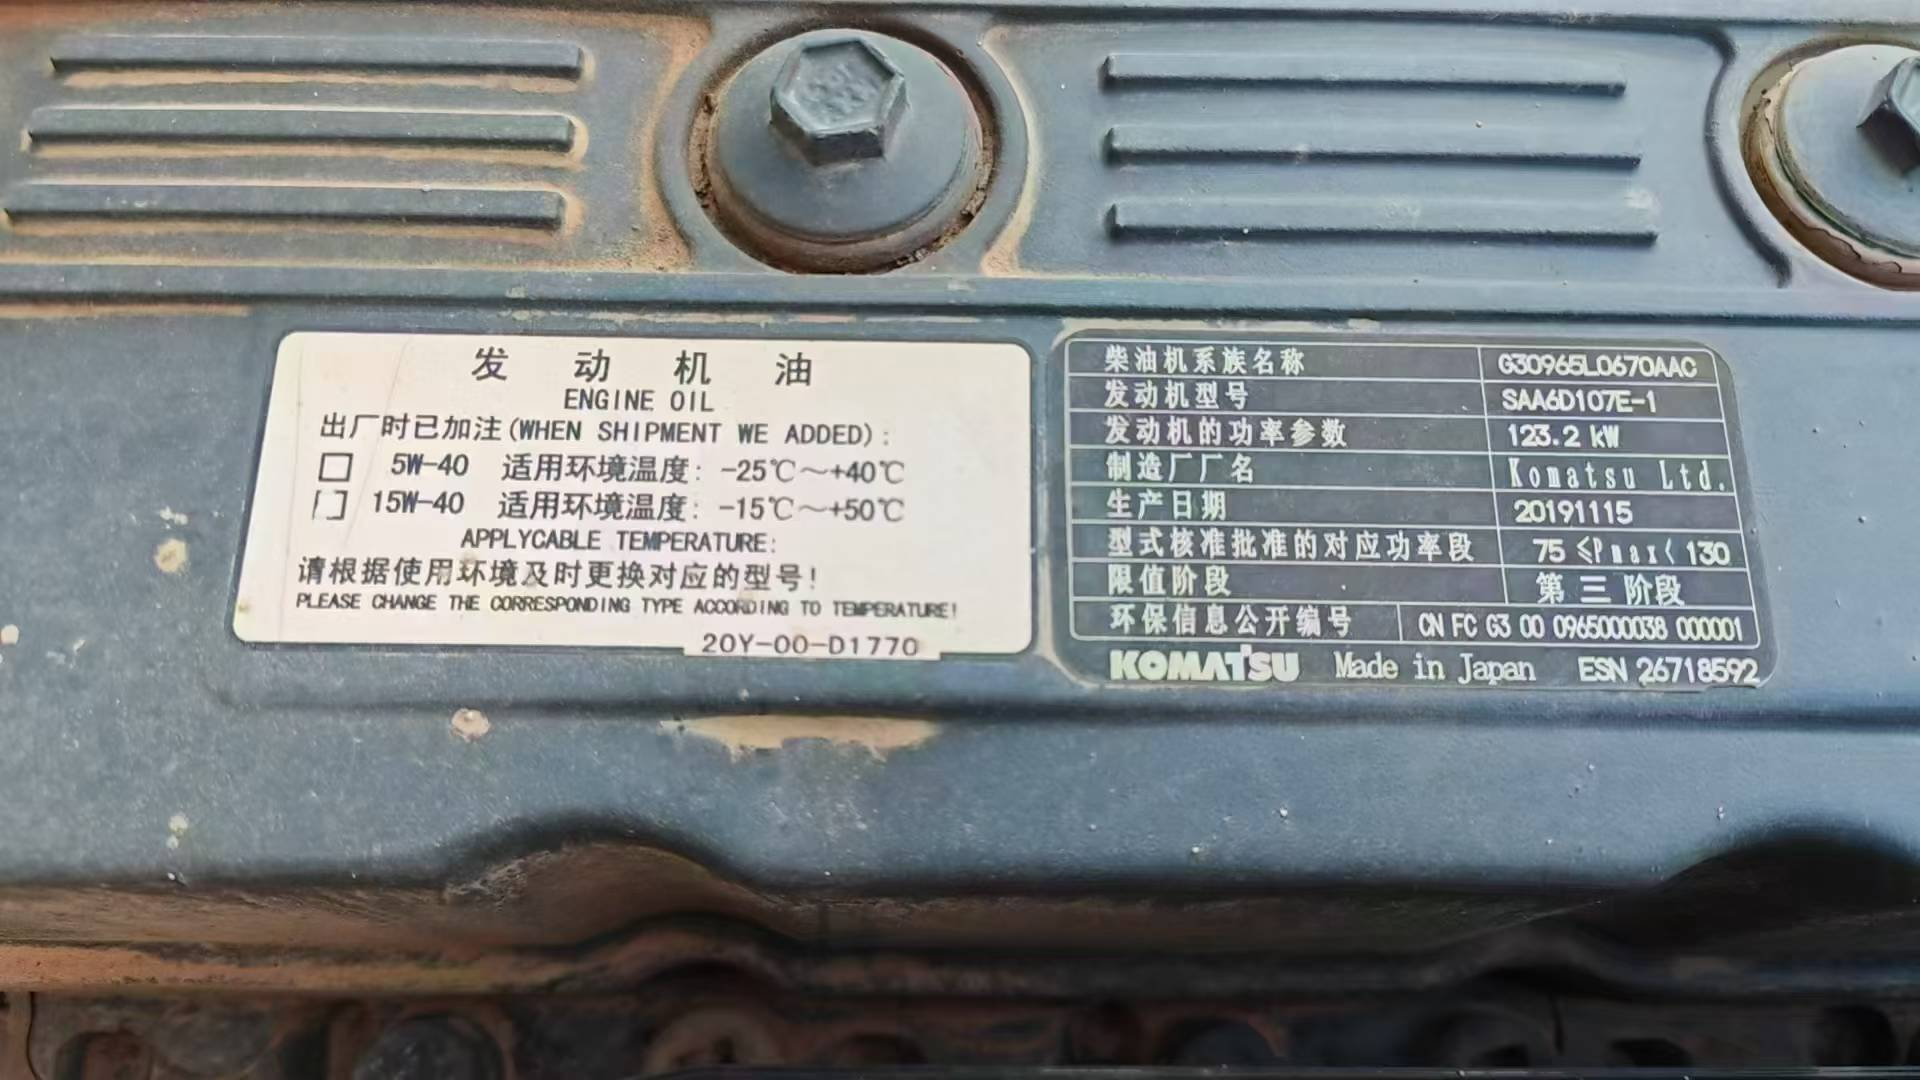 发 动 机 油
ENGINE OIL
出厂时已加注(WHEN SHIPMENT WE ADDED):
5W-40 适用环境温度: -25℃～+40℃
15W-40 适用环境温度: -15℃～+50℃
APPLYCABLE TEMPERATURE:
请根据使用环境及时更换对应的型号!
PLEASE CHANGE THE CORRESPONDING TYPE ACCORDING TO TEMPERATURE!
20Y-00-D1770
柴油机系族名称 G30965L0670AAC
发动机型号 SAA6D107E-1
发动机的功率参数 123.2 kW
制造厂厂名 Komatsu Ltd.
生产日期 20191115
型式核准批准的对应功率段 75 ≤Pmax< 130
限值阶段 第 三 阶段
环保信息公开编号 CN FC G3 00 0965000038 000001
KOMATSU Made in Japan ESN 26718592